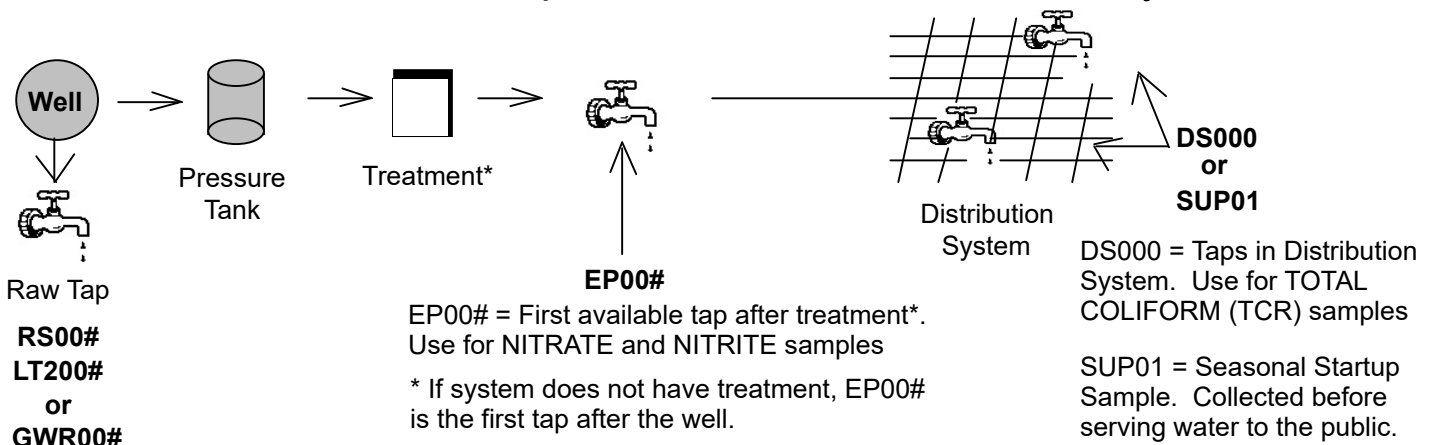 Well
Pressure
Tank
Treatment*
Raw Tap
RS00#
LT200#
or
GWR00#
EP00#
EP00# = First available tap after treatment*.
Use for NITRATE and NITRITE samples
* If system does not have treatment, EP00#
is the first tap after the well.
Distribution
System
DS000
or
SUP01
DS000 = Taps in Distribution
System. Use for TOTAL
COLIFORM (TCR) samples
SUP01 = Seasonal Startup
Sample. Collected before
serving water to the public.